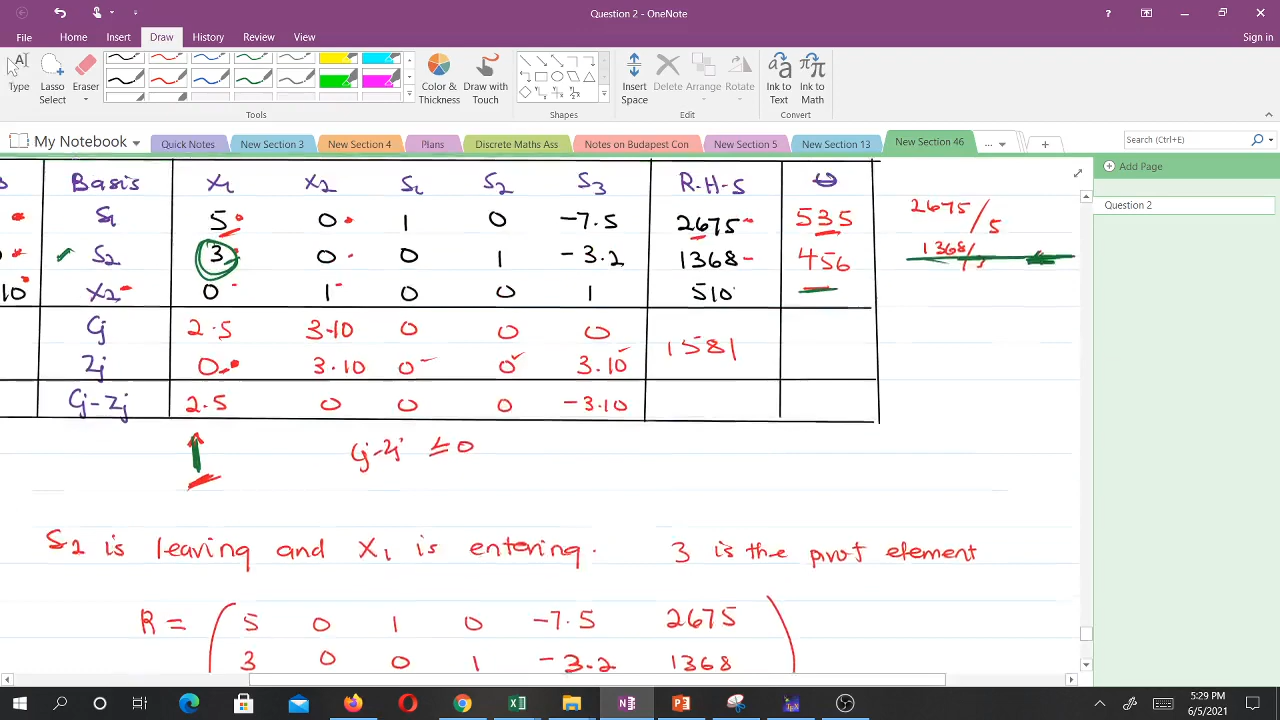 Question 2 - OneNote
File Home Insert Draw History Review View Sign in
Type Lasso Select Eraser Color & Thickness Draw with Touch Insert Space Delete Arrange Rotate Ink to Text Ink to Math
Tools Shapes Edit Convert
My Notebook Quick Notes New Section 3 New Section 4 Plans Discrete Maths Ass Notes on Budapest Con New Section 5 New Section 13 New Section 46 ... + Search (Ctrl+E)
Add Page
Question 2
Basis X1 X2 S1 S2 S3 R-H-S θ
S1 5 0 1 0 -7.5 2675 535 2675/5
S2 3 0 0 1 -3.2 1368 456 1368/3
10 X2 0 1 0 0 1 510
Cj 2.5 3.10 0 0 0
Zj 0 3.10 0 0 3.10 1581
Cj-Zj 2.5 0 0 0 -3.10
Cj-Zj ≤ 0
S2 is leaving and X1 is entering. 3 is the pivot element
R = 5 0 1 0 -7.5 2675
3 0 0 1 -3.2 1368
5:29 PM
6/5/2021